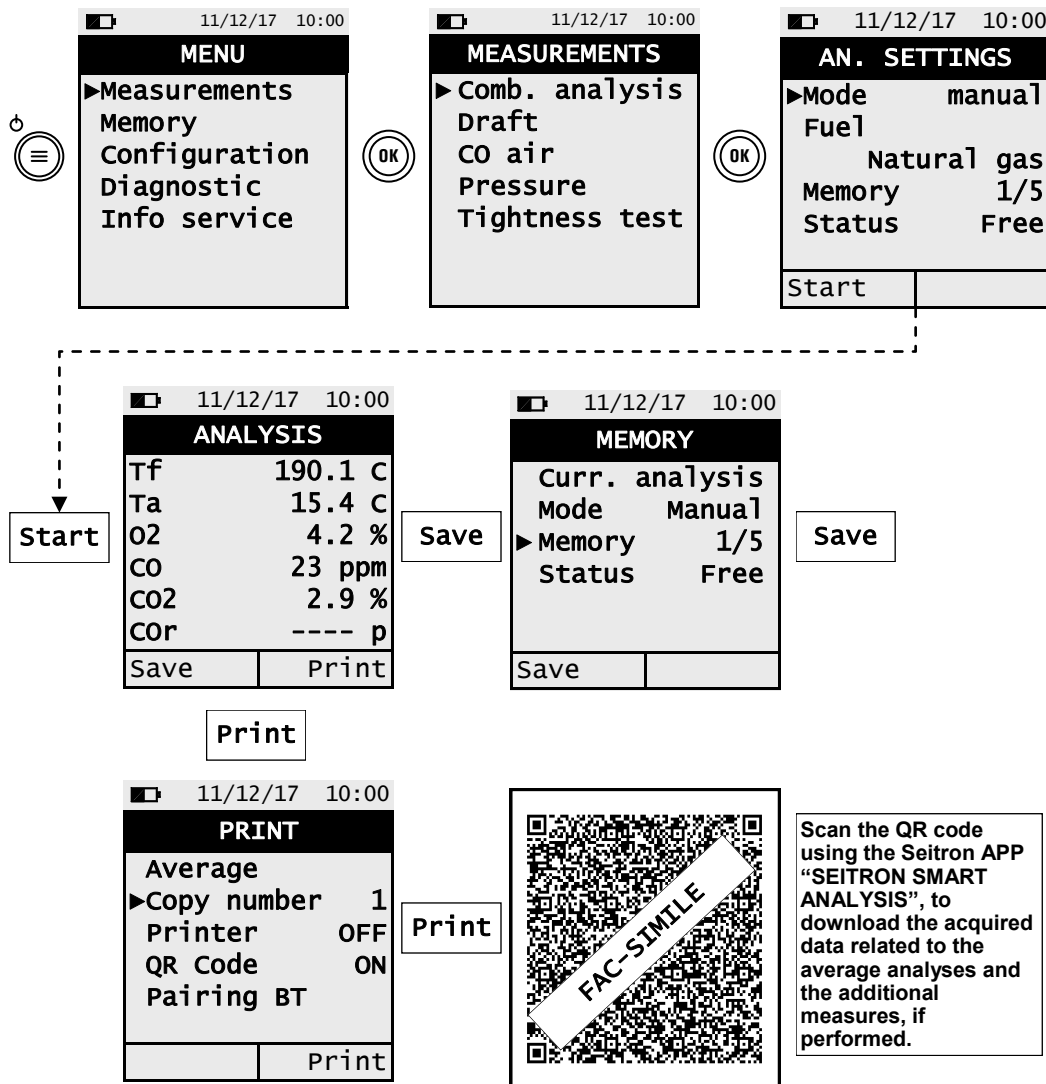 11/12/17 10:00
MENU
▶Measurements
Memory
Configuration
Diagnostic
Info service
OK
11/12/17 10:00
MEASUREMENTS
▶Comb. analysis
Draft
CO air
Pressure
Tightness test
OK
11/12/17 10:00
AN. SETTINGS
▶Mode manual
Fuel
Natural gas
Memory 1/5
Status Free
Start
Start
11/12/17 10:00
ANALYSIS
Tf 190.1 C
Ta 15.4 C
O2 4.2 %
CO 23 ppm
CO2 2.9 %
COr ---- p
Save Print
Save
11/12/17 10:00
MEMORY
Curr. analysis
Mode Manual
▶Memory 1/5
Status Free
Save
Save
Print
11/12/17 10:00
PRINT
Average
▶Copy number 1
Printer OFF
QR Code ON
Pairing BT
Print
Print
FAC-SIMILE
Scan the QR code
using the Seitron APP
“SEITRON SMART
ANALYSIS”, to
download the acquired
data related to the
average analyses and
the additional
measures, if
performed.